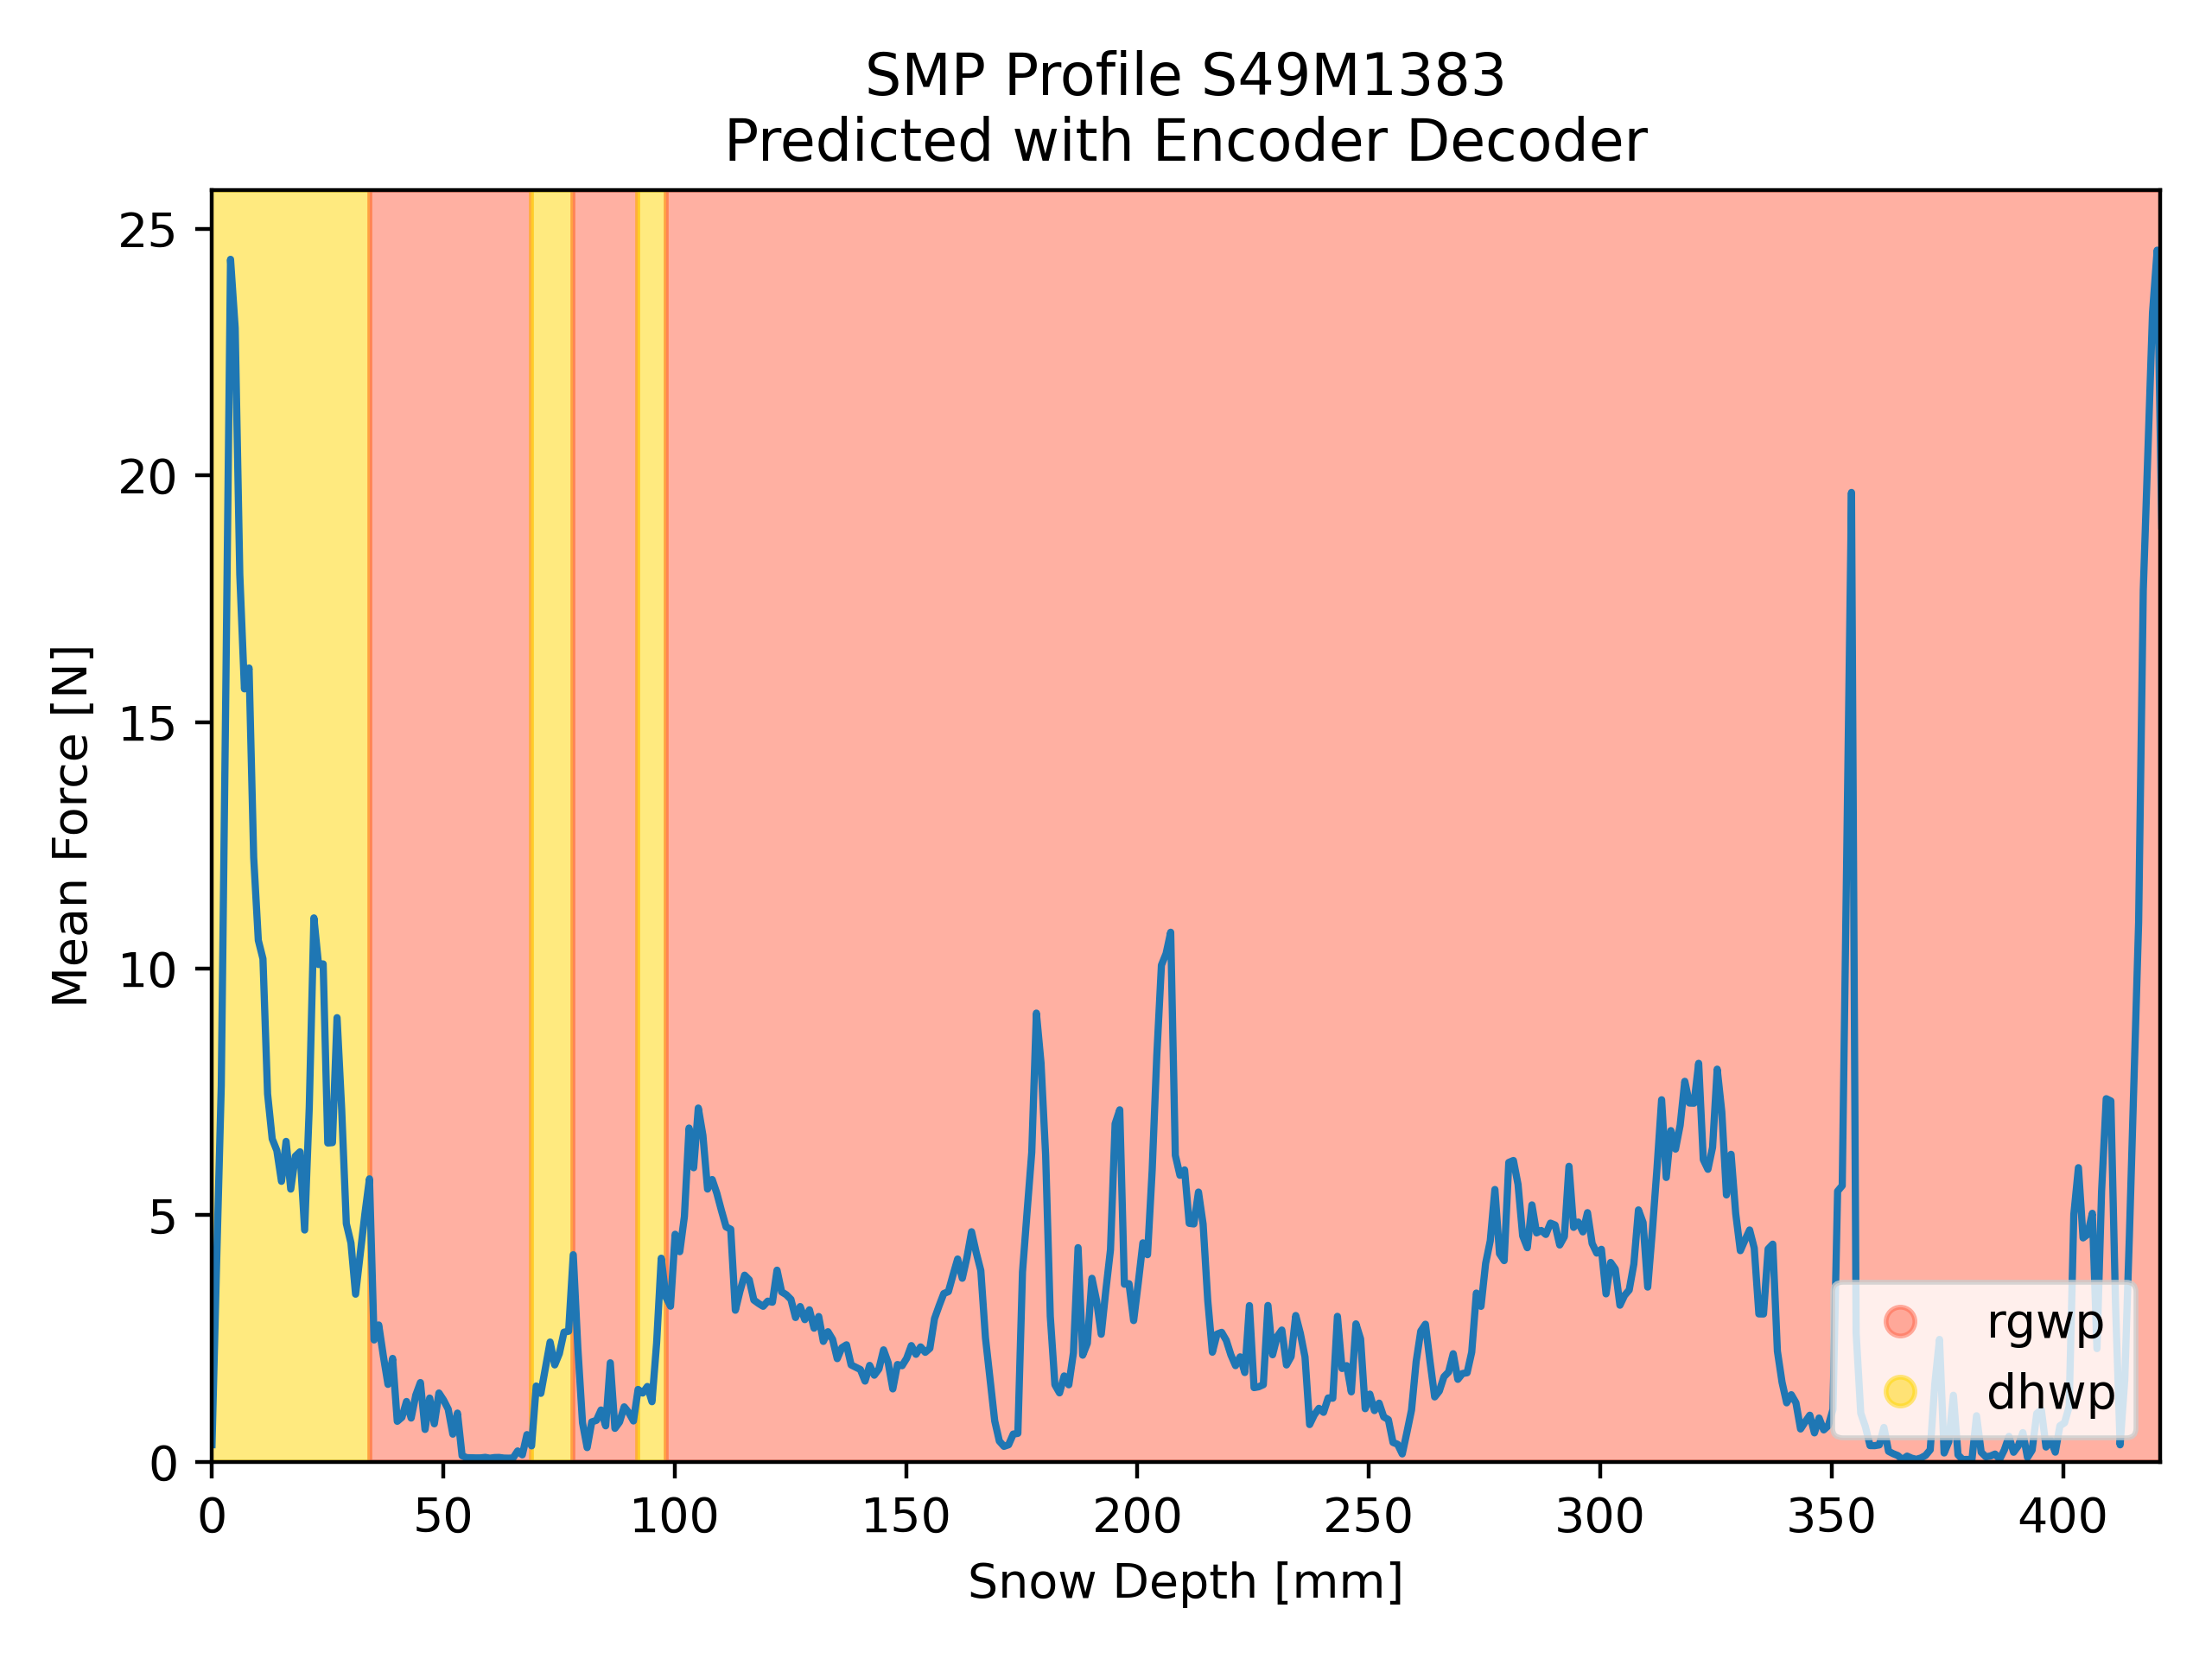 SMP Profile S49M1383
Predicted with Encoder Decoder
Mean Force [N]
25
20
15
10
5
0
0 50 100 150 200 250 300 350 400
Snow Depth [mm]
rgwp
dhwp